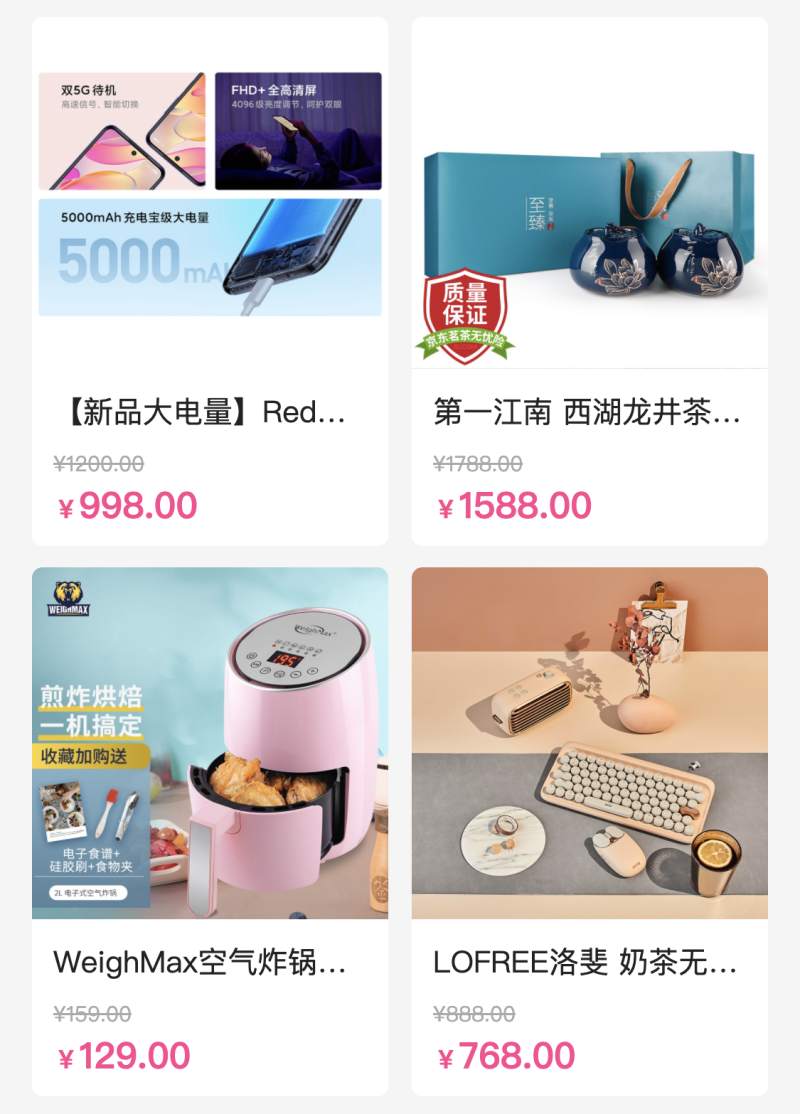 双5G待机
高速信号,智能切换
FHD+ 全高清屏
4096级亮度调节,呵护双眼
5000mAh 充电宝级大电量
5000mAh
【新品大电量】Red...
¥1200.00
¥998.00
至臻
质量
保证
京东茗茶无忧险
第一江南 西湖龙井茶...
¥1788.00
¥1588.00
WEIGHMAX
WeighMax
195
煎炸烘焙
一机搞定
收藏加购送
电子食谱+
硅胶刷+食物夹
2L 电子式空气炸锅
WeighMax空气炸锅...
¥159.00
¥129.00
LOFREE洛斐 奶茶无...
¥888.00
¥768.00